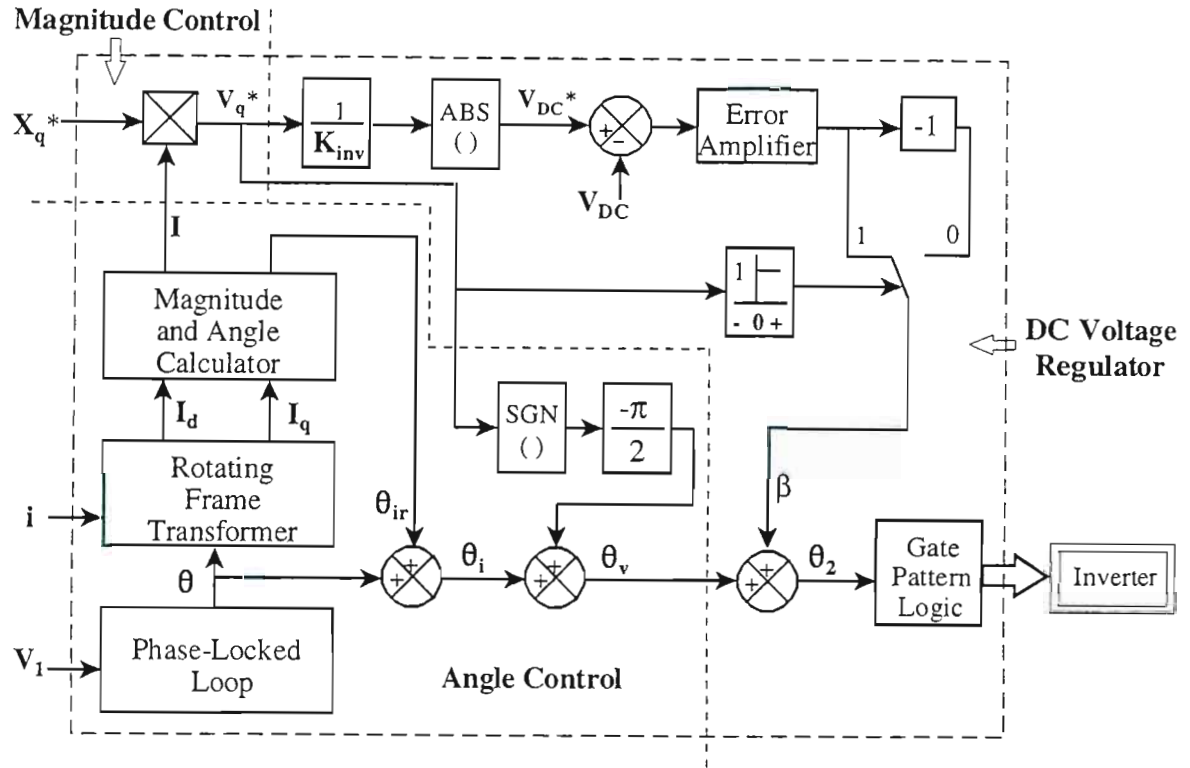 Magnitude Control
X_q*
V_q*
1
K_inv
ABS
( )
V_DC*
+
−
V_DC
Error
Amplifier
-1
1
0
I
Magnitude
and Angle
Calculator
1
- 0 +
DC Voltage
Regulator
I_d
I_q
SGN
( )
-π
2
Rotating
Frame
Transformer
i
θ_ir
β
θ
+
+
θ_i
+
+
θ_v
+
+
θ_2
Gate
Pattern
Logic
Inverter
V_1
Phase-Locked
Loop
Angle Control